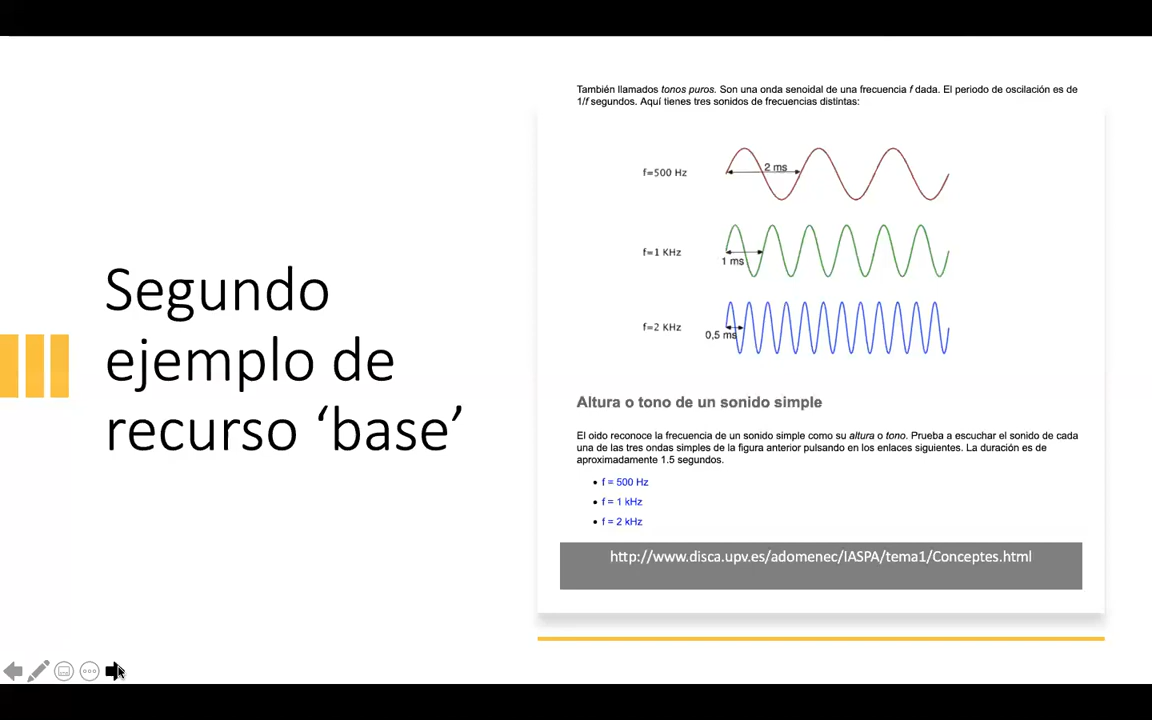 Segundo
ejemplo de
recurso ‘base’
También llamados tonos puros. Son una onda senoidal de una frecuencia f dada. El periodo de oscilación es de
1/f segundos. Aquí tienes tres sonidos de frecuencias distintas:
f=500 Hz
2 ms
f=1 KHz
1 ms
f=2 KHz
0,5 ms
Altura o tono de un sonido simple
El oido reconoce la frecuencia de un sonido simple como su altura o tono. Prueba a escuchar el sonido de cada
una de las tres ondas simples de la figura anterior pulsando en los enlaces siguientes. La duración es de
aproximadamente 1.5 segundos.
• f = 500 Hz
• f = 1 kHz
• f = 2 kHz
http://www.disca.upv.es/adomenec/IASPA/tema1/Conceptes.html